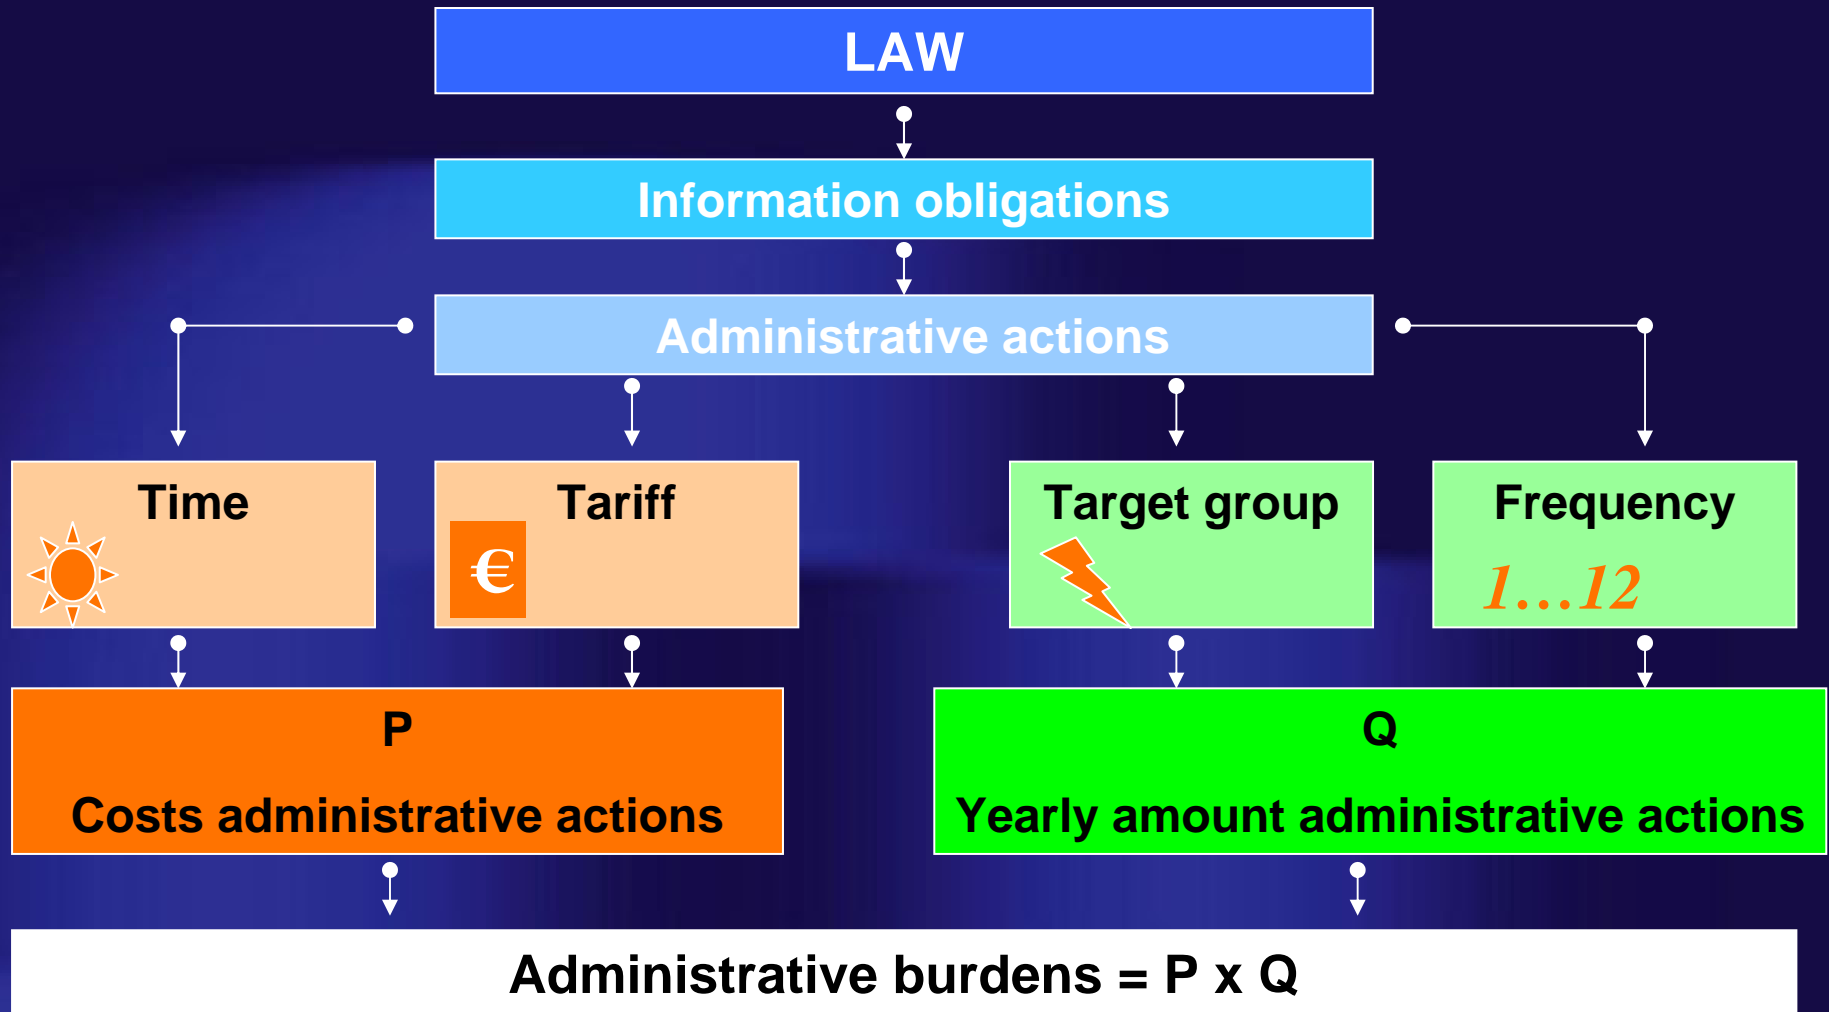 LAW
Information obligations
Administrative actions
Time
Tariff
€
Target group
Frequency
1...12
P
Costs administrative actions
Q
Yearly amount administrative actions
Administrative burdens = P x Q